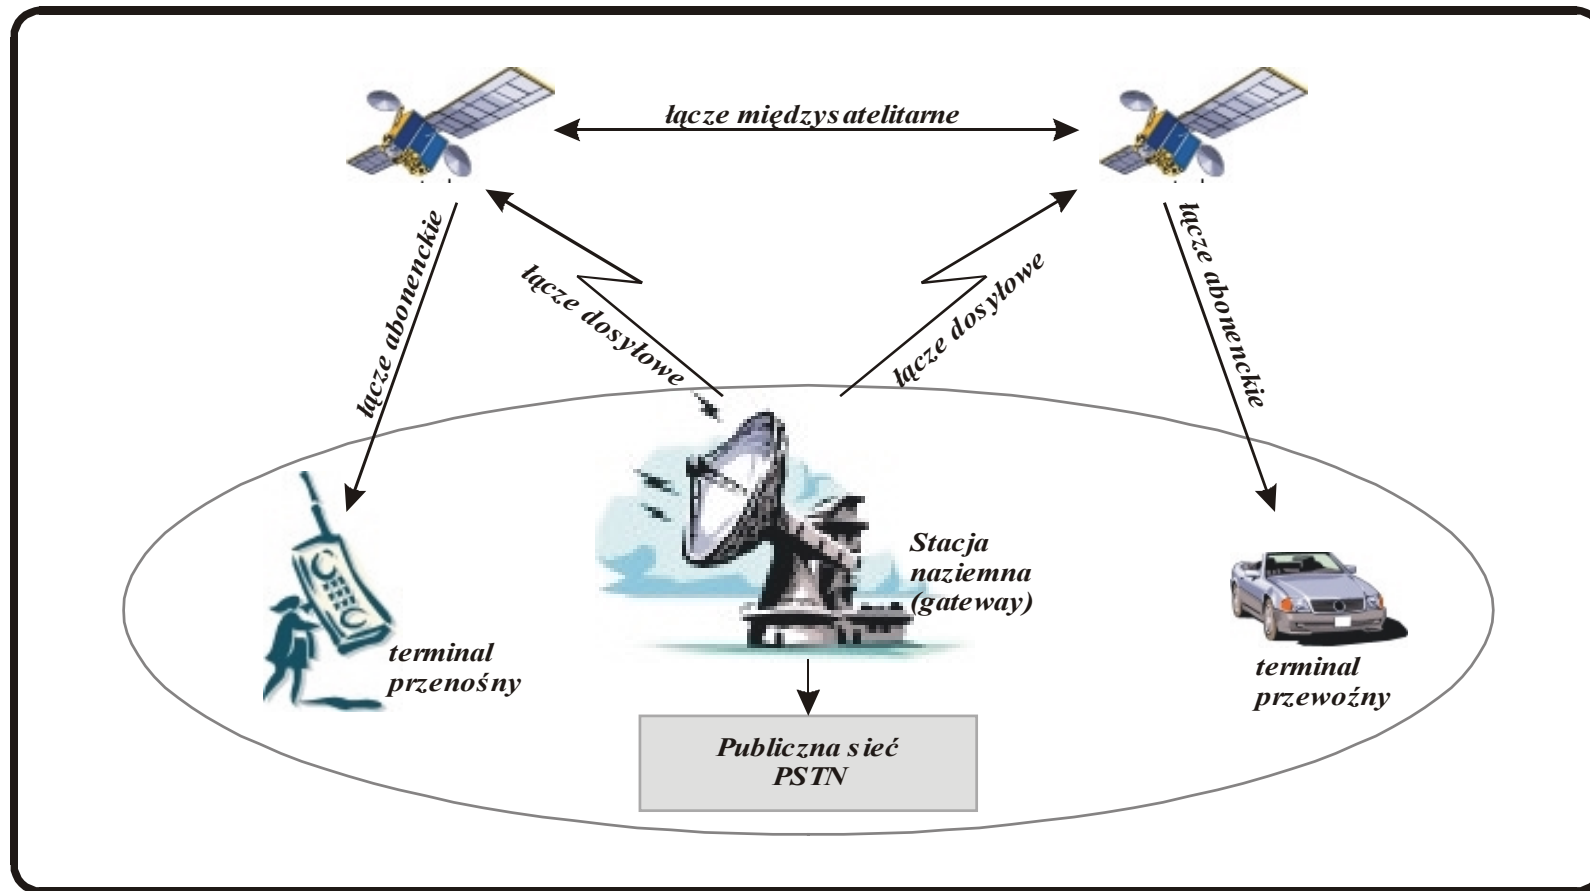 łącze międzysatelitarne
łącze abonenckie
łącze dosyłowe
łącze dosyłowe
łącze abonenckie
Stacja
naziemna
(gateway)
terminal
przenośny
terminal
przewoźny
Publiczna sieć
PSTN